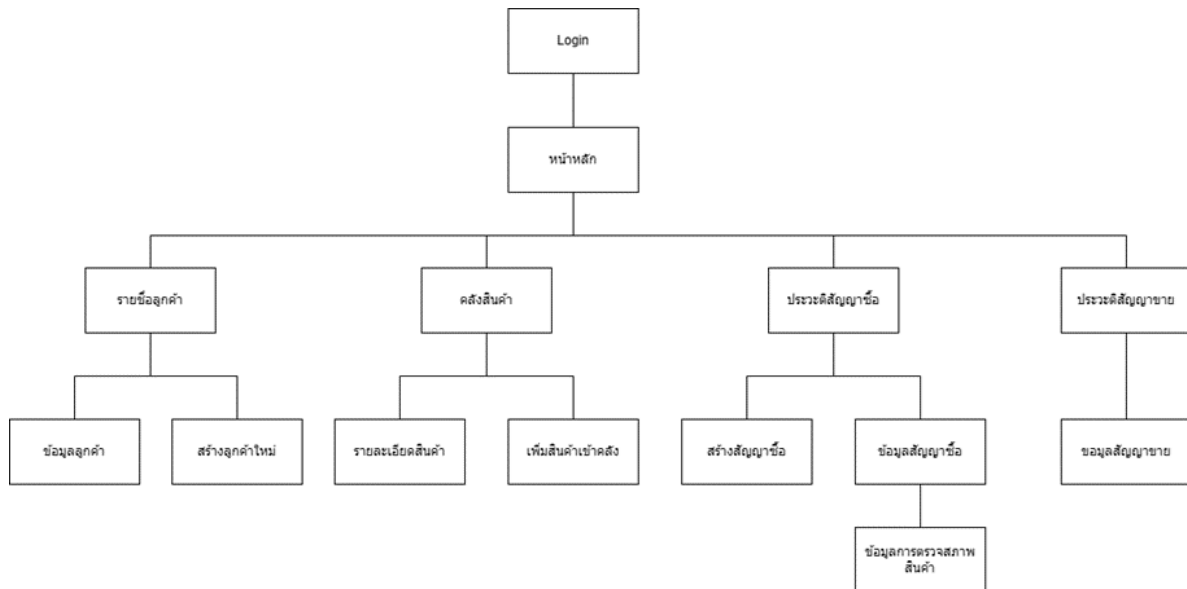 Login
หน้าหลัก
รายชื่อลูกค้า
คลังสินค้า
ประวะติสัญญาซื้อ
ประวะติสัญญาขาย
ข้อมูลลูกค้า
สร้างลูกค้าใหม่
รายละเอียดสินค้า
เพิ่มสินค้าเข้าคลัง
สร้างสัญญาซื้อ
ข้อมูลสัญญาซื้อ
ขอมูลสัญญาขาย
ข้อมูลการตรวจสภาพ
สินค้า